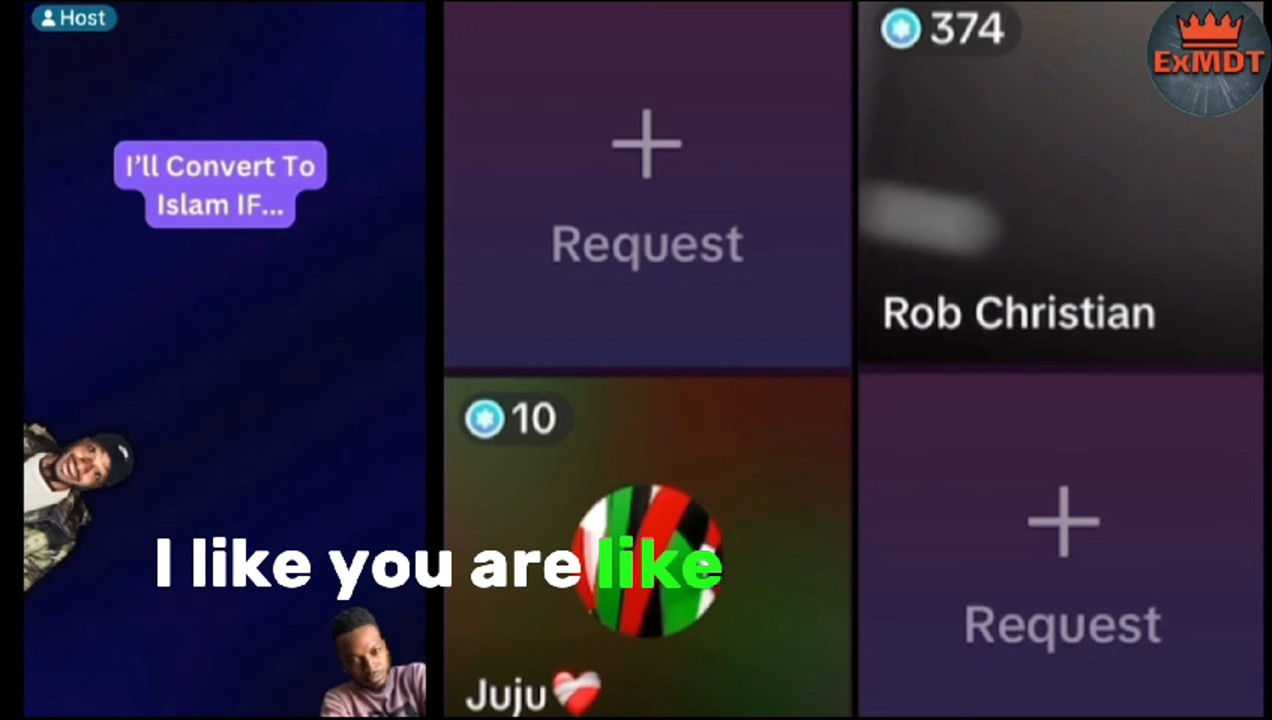 Host
I'll Convert To
Islam IF...
Request
374
ExMDT
Rob Christian
10
I like you are like
Juju
Request